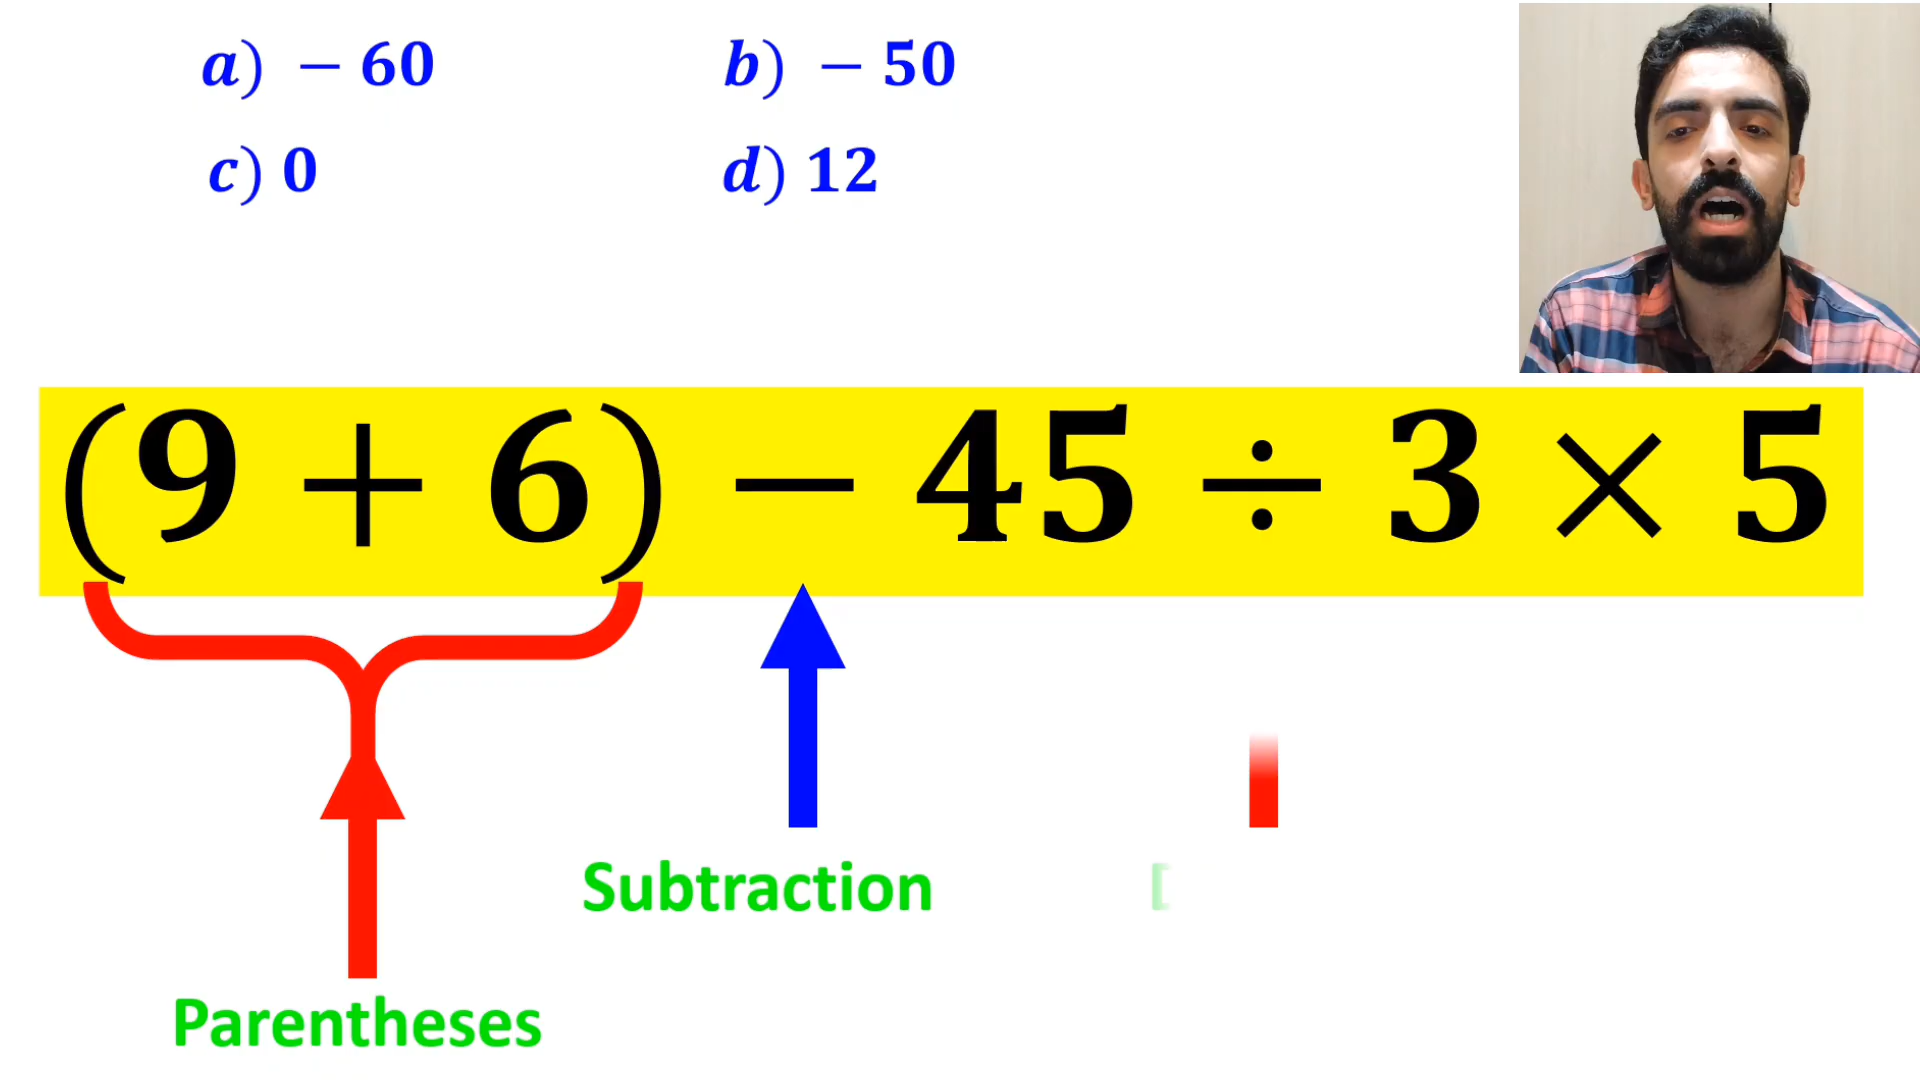 a) – 60 b) – 50
c) 0 d) 12
(9 + 6) – 45 ÷ 3 × 5
Subtraction
Parentheses